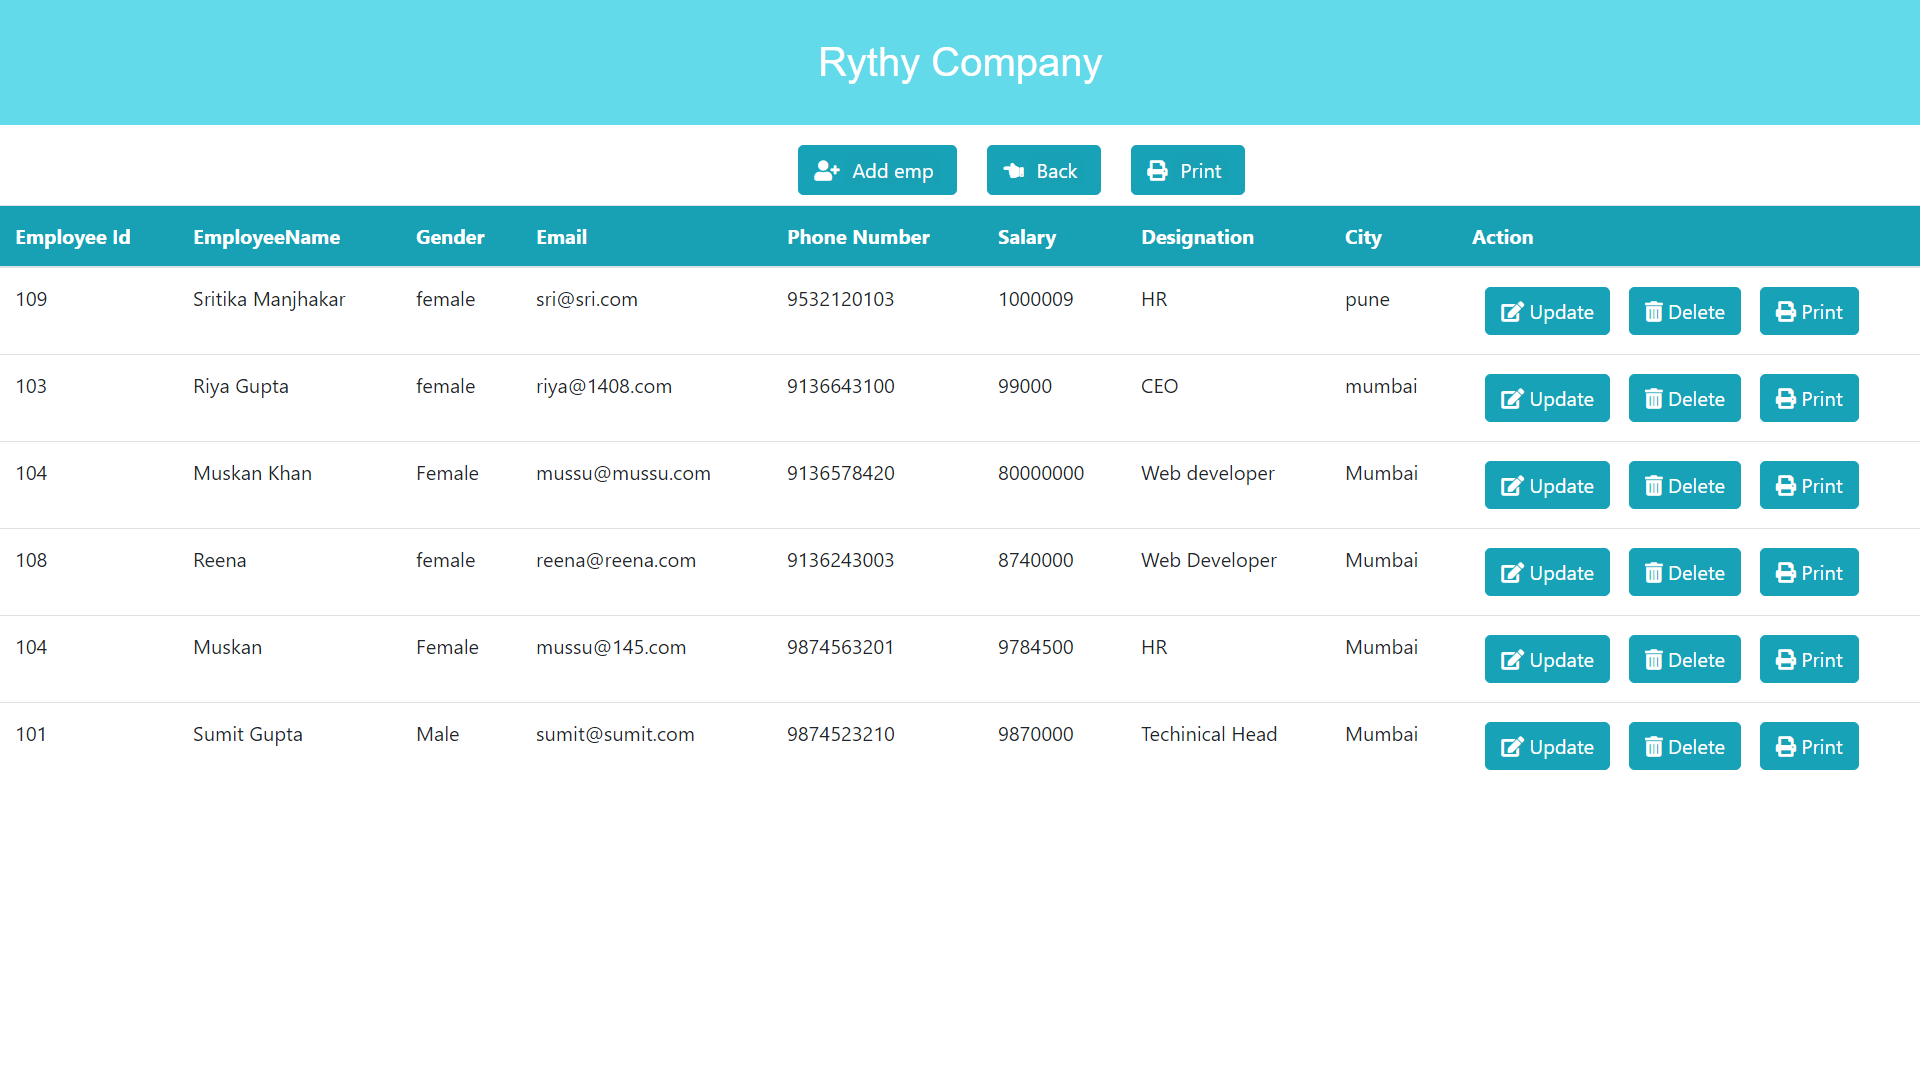 Rythy Company
Add emp Back Print
Employee Id EmployeeName Gender Email Phone Number Salary Designation City Action
109 Sritika Manjhakar female sri@sri.com 9532120103 1000009 HR pune Update Delete Print
103 Riya Gupta female riya@1408.com 9136643100 99000 CEO mumbai Update Delete Print
104 Muskan Khan Female mussu@mussu.com 9136578420 80000000 Web developer Mumbai Update Delete Print
108 Reena female reena@reena.com 9136243003 8740000 Web Developer Mumbai Update Delete Print
104 Muskan Female mussu@145.com 9874563201 9784500 HR Mumbai Update Delete Print
101 Sumit Gupta Male sumit@sumit.com 9874523210 9870000 Techinical Head Mumbai Update Delete Print